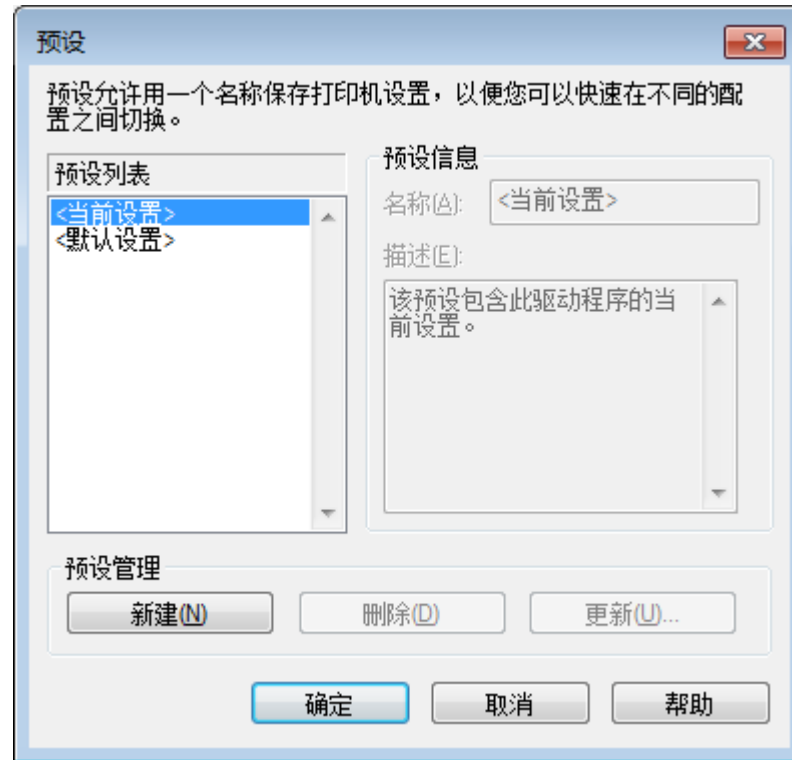 预设
预设允许用一个名称保存打印机设置，以便您可以快速在不同的配
置之间切换。
预设列表
<当前设置>
<默认设置>
预设信息
名称(A):
<当前设置>
描述(E):
该预设包含此驱动程序的当
前设置。
预设管理
新建(N)
删除(D)
更新(U)...
确定
取消
帮助